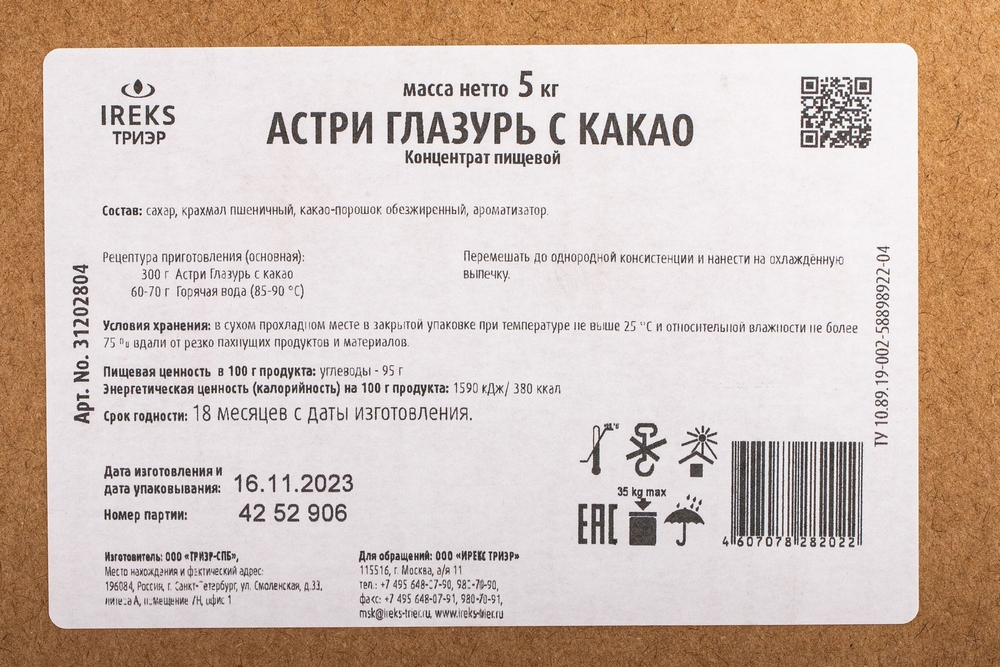 IREKS
ТРИЭР
масса нетто 5 кг
АСТРИ ГЛАЗУРЬ С КАКАО
Концентрат пищевой
Состав: сахар, крахмал пшеничный, какао-порошок обезжиренный, ароматизатор.
Рецептура приготовления (основная):
300 г Астри Глазурь с какао
60-70 г Горячая вода (85-90 °С)
Перемешать до однородной консистенции и нанести на охлаждённую
выпечку.
Арт. No. 31202804
ТУ 10.89.19-002-58898922-04
Условия хранения: в сухом прохладном месте в закрытой упаковке при температуре не выше 25 °С и относительной влажности не более
75 % вдали от резко пахнущих продуктов и материалов.
Пищевая ценность в 100 г продукта: углеводы - 95 г
Энергетическая ценность (калорийность) на 100 г продукта: 1590 кДж/ 380 ккал
Срок годности: 18 месяцев с даты изготовления.
Дата изготовления и
дата упаковывания: 16.11.2023
Номер партии: 42 52 906
35 kg max
EAC
4 607078 282022
Изготовитель: ООО «ТРИЭР-СПБ»,
Место нахождения и фактический адрес:
196084, Россия, г. Санкт-Петербург, ул. Смоленская, д.33,
литега А, помещение 7Н, офис 1
Для обращений: ООО «ИРЕКС ТРИЭР»
115516, г. Москва, а/я 11
тел.: +7 495 648-07-90, 980-70-90,
факс: +7 495 648-07-91, 980-70-91,
msk@ireks-trier.ru, www.ireks-trier.ru